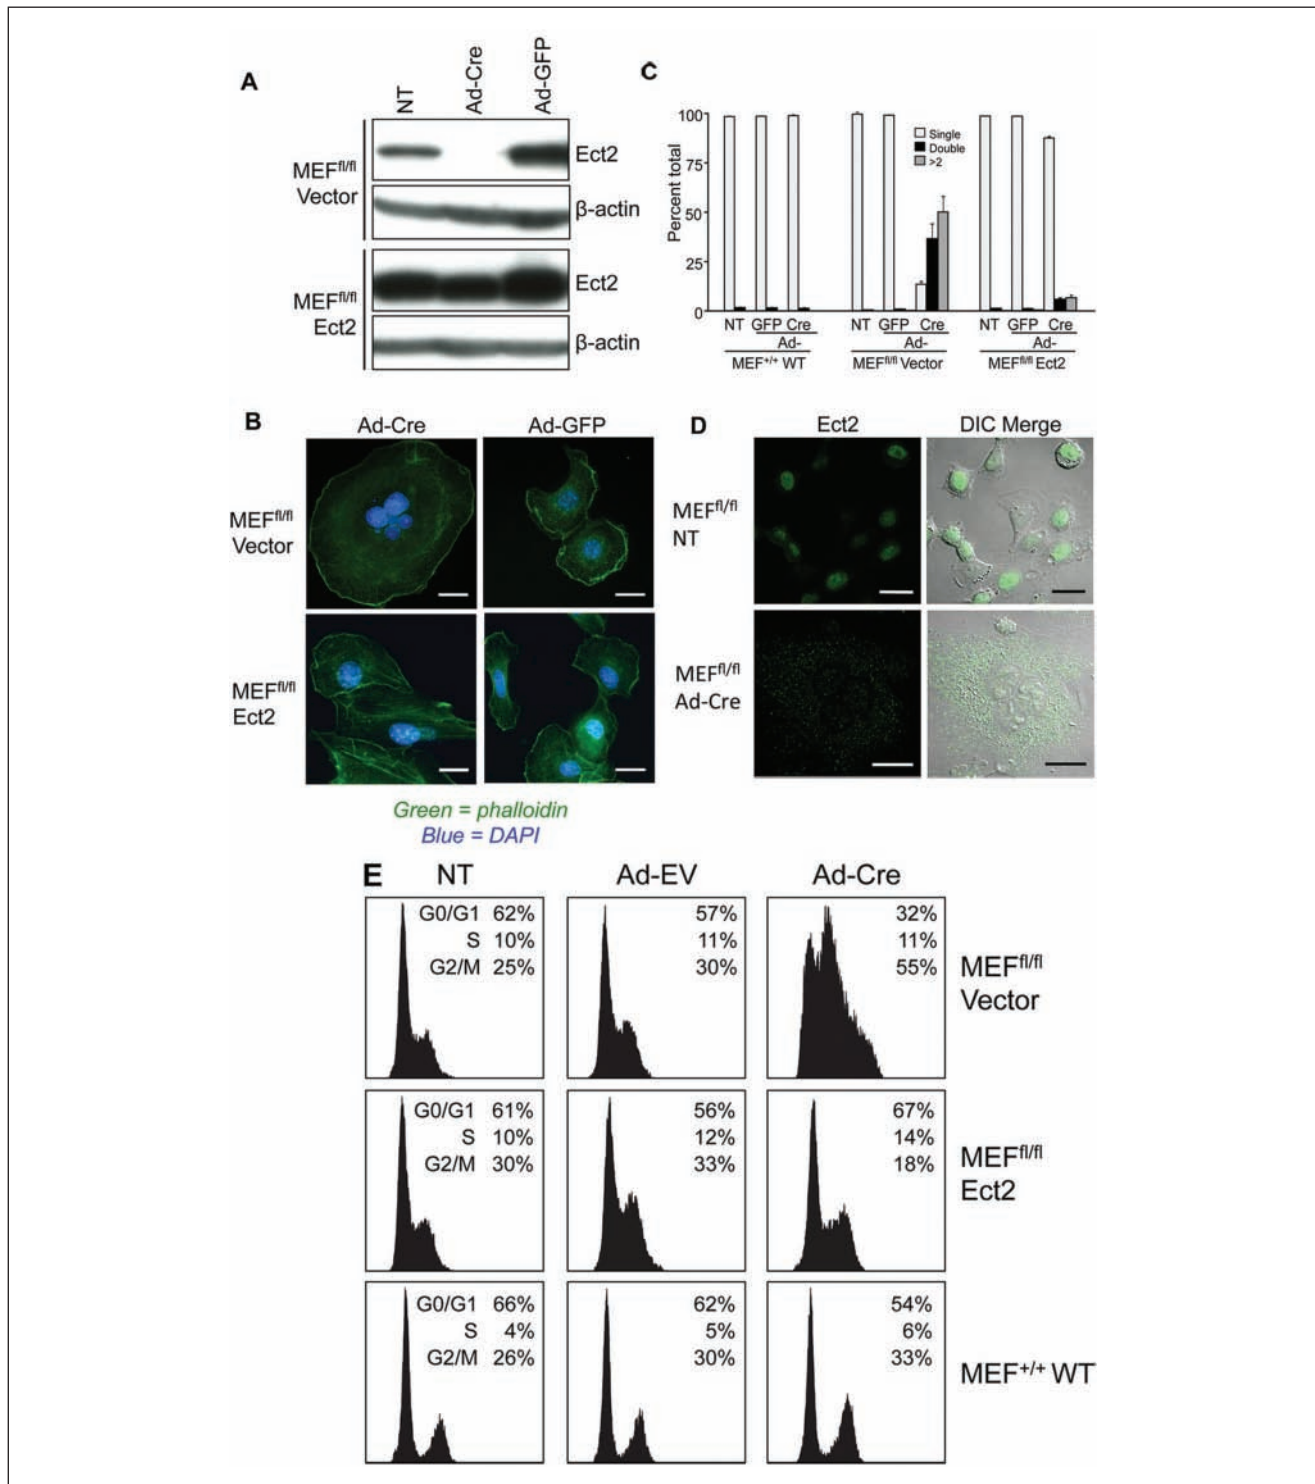 A
NT
Ad-Cre
Ad-GFP
MEFfl/fl
Vector
Ect2
β-actin
MEFfl/fl
Ect2
Ect2
β-actin
C
Percent total
100
75
50
25
0
Single
Double
>2
NT GFP Cre
Ad-
MEF+/+ WT
NT GFP Cre
Ad-
MEFfl/fl Vector
NT GFP Cre
Ad-
MEFfl/fl Ect2
B
Ad-Cre
Ad-GFP
MEFfl/fl
Vector
MEFfl/fl
Ect2
Green = phalloidin
Blue = DAPI
D
Ect2
DIC Merge
MEFfl/fl
NT
MEFfl/fl
Ad-Cre
E
NT
Ad-EV
Ad-Cre
G0/G1 62%
S 10%
G2/M 25%
57%
11%
30%
32%
11%
55%
MEFfl/fl
Vector
G0/G1 61%
S 10%
G2/M 30%
56%
12%
33%
67%
14%
18%
MEFfl/fl
Ect2
G0/G1 66%
S 4%
G2/M 26%
62%
5%
30%
54%
6%
33%
MEF+/+ WT